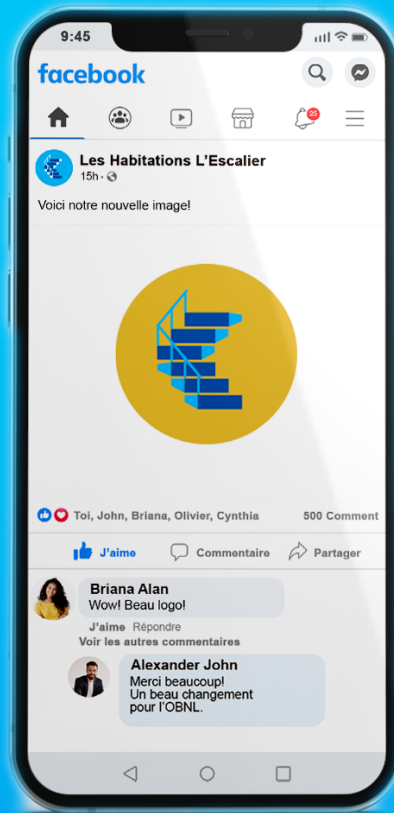 9:45
facebook
25
Les Habitations L'Escalier
15h ·
Voici notre nouvelle image!
Toi, John, Briana, Olivier, Cynthia 500 Comment
J'aime Commentaire Partager
Briana Alan
Wow! Beau logo!
J'aime Répondre
Voir les autres commentaires
Alexander John
Merci beaucoup!
Un beau changement
pour l'OBNL.